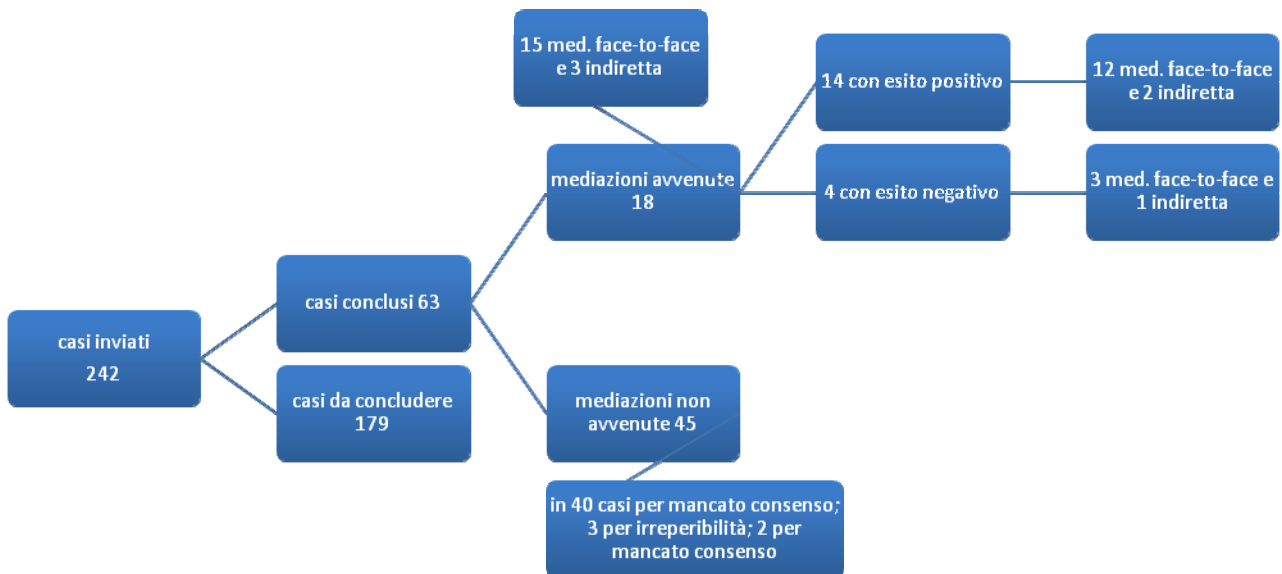 15 med. face-to-face
e 3 indiretta
14 con esito positivo
12 med. face-to-face
e 2 indiretta
mediazioni avvenute
18
4 con esito negativo
3 med. face-to-face e
1 indiretta
casi conclusi 63
casi inviati
242
casi da concludere
179
mediazioni non
avvenute 45
in 40 casi per mancato consenso;
3 per irreperibilità; 2 per
mancato consenso